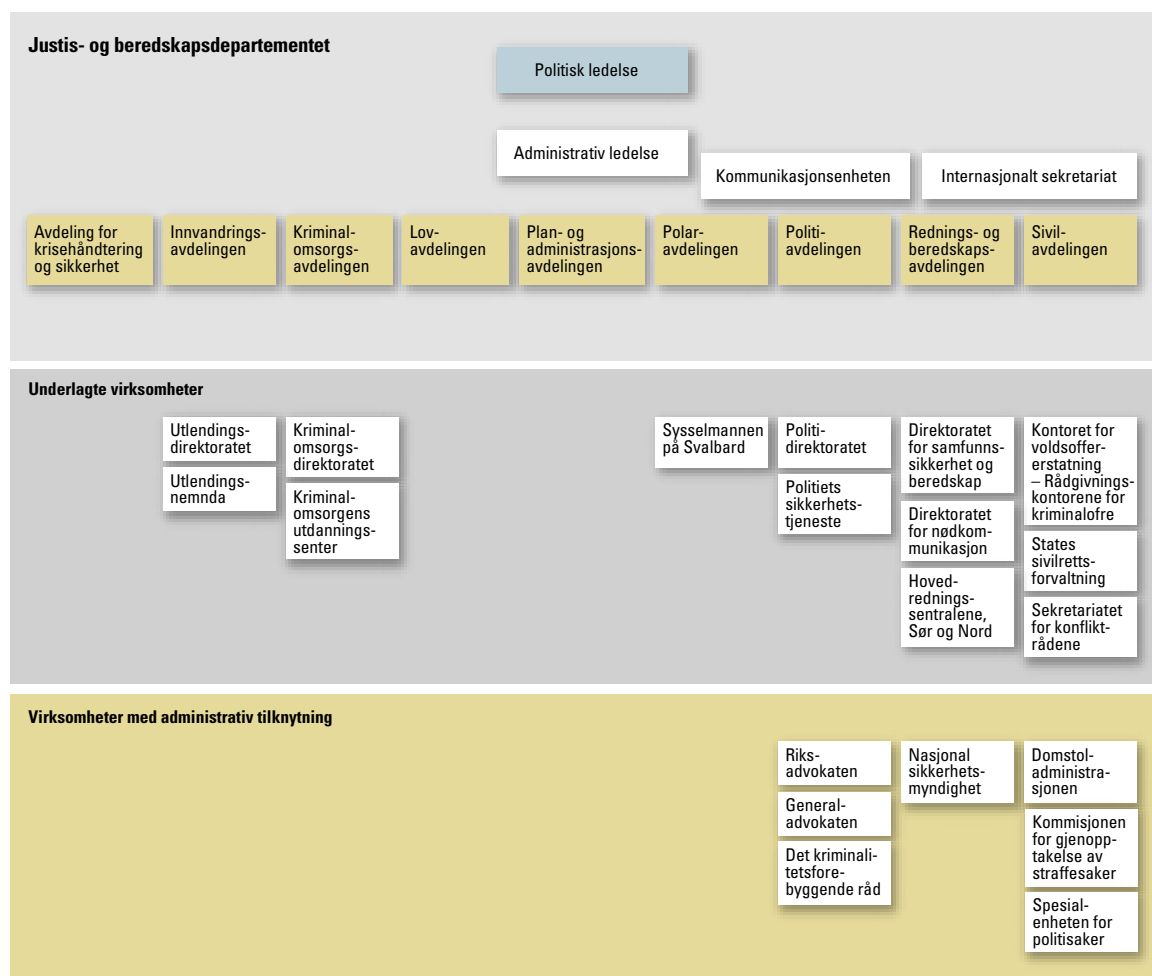 Justis- og beredskapsdepartementet
Politisk ledelse
Administrativ ledelse
Kommunikasjonsenheten
Internasjonalt sekretariat
Avdeling for
krisehåndtering
og sikkerhet
Innvandrings-
avdelingen
Kriminal-
omsorgs-
avdelingen
Lov-
avdelingen
Plan- og
administrasjons-
avdelingen
Polar-
avdelingen
Politi-
avdelingen
Rednings- og
beredskaps-
avdelingen
Sivil-
avdelingen
Underlagte virksomheter
Utlendings-
direktoratet
Utlendings-
nemnda
Kriminal-
omsorgs-
direktoratet
Kriminal-
omsorgens
utdannings-
senter
Sysselmannen
på Svalbard
Politi-
direktoratet
Politiets
sikkerhets-
tjeneste
Direktoratet
for samfunns-
sikkerhet og
beredskap
Direktoratet
for nødkom-
munikasjon
Hoved-
rednings-
sentralene,
Sør og Nord
Kontoret for
voldsoffer-
erstatning
– Rådgivnings-
kontorene for
kriminalofre
States
sivilretts-
forvaltning
Sekretariatet
for konflikt-
rådene
Virksomheter med administrativ tilknytning
Riks-
advokaten
General-
advokaten
Det kriminali-
tetsfore-
byggende råd
Nasjonal
sikkerhets-
myndighet
Domstol-
administra-
sjonen
Kommisjonen
for gjenopp-
takelse av
straffesaker
Spesial-
enheten for
politisaker